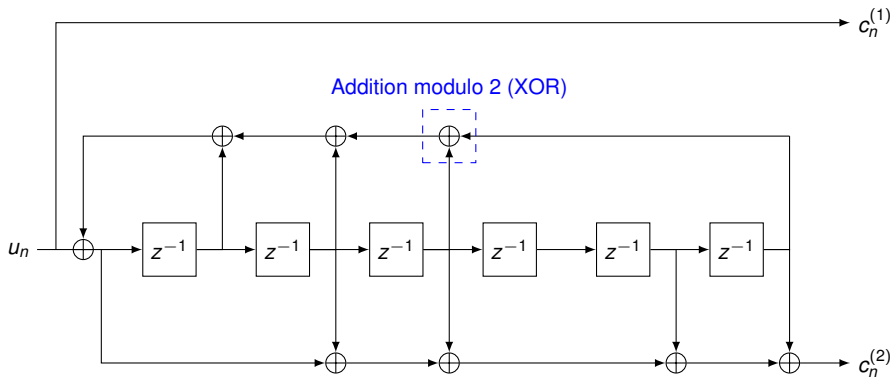 c_n^{(1)}
Addition modulo 2 (XOR)
u_n
z^{-1} z^{-1} z^{-1} z^{-1} z^{-1} z^{-1}
c_n^{(2)}